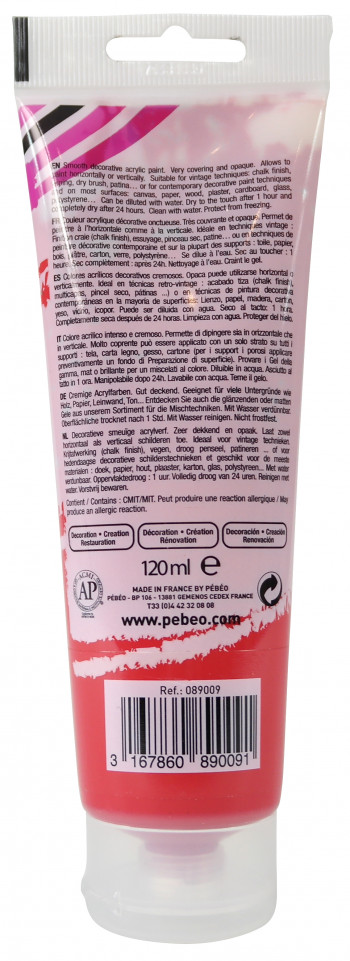 EN Smooth decorative acrylic paint. Very covering and opaque. Allows to
paint horizontally or vertically. Suitable for vintage techniques: chalk finish,
wiping, dry brush, patina... or for contemporary decorative paint techniques
and on most surfaces: canvas, paper, wood, plaster, cardboard, glass,
polystyrene... Can be diluted with water. Dry to the touch after 1 hour and
completely dry after 24 hours. Clean with water. Protect from freezing.
FR Couleur acrylique décorative onctueuse. Très couvrante et opaque. Permet de
peindre à l'horizontale comme à la verticale. Idéale en techniques vintage :
Finition craie (chalk finish), essuyage, pinceau sec, patine... ou en techniques de
peinture décorative contemporaine et sur la plupart des supports : toile, papier,
bois, plâtre, carton, verre, polystyrène... Se dilue à l'eau. Sec au toucher : 1
heure. Sec complètement : après 24h. Nettoyage à l'eau. Craint le gel.
ES Colores acrílicos decorativos cremosos. Opaca puede utilizarse horizontal o
verticalmente. Ideal en técnicas retro-vintage : acabado tiza (chalk finish),
multicapas, pincel seco, pátinas ...) o en técnicas de pintura decorativa
contemporáneas en la mayoría de superficies: lienzo, papel, madera, cartón,
yeso, vidrio, icopor. Puede ser diluida con agua. Seco al tacto: 1 hora.
Completamente seca después de 24 horas. Limpieza con agua. Proteger del hielo.
IT Colore acrilico intenso e cremoso. Permette di dipingere sia in orizzontale che
in verticale. Molto coprente può essere applicato con un solo strato su tutti i
support : tela, carta legno, gesso, cartone (per i support i porosi applicare
preventivamente un fondo di Preparazione di superficie). Provare i Gel della
gamma, mat o brillante per un miscelati al colore. Diluible in acqua. Asciutto al
tatto in 1 ora. Manipolabile dopo 24h. Lavabile con acqua. Teme il gelo.
DE Cremige Acrylfarben. Gut deckend. Geeignet für viele Untergründe wie
Holz, Papier, Leinwand, Ton... Entdecken Sie auch die glänzenden oder matten
Gele aus unserem Sortiment für die Mischtechniken. Mit Wasser verdünnbar.
Oberflächliche trocknet nach 1 Std. Mit Wasser reinigen. Nicht frostfest.
NL Decoratieve smeuïge acrylverf. Zeer dekkend en opaak. Laat zowel
horizontaal als verticaal schilderen toe. Ideaal voor vintage technieken.
Krijtafwerking (chalk finish), vegen, droog penseel, patineren ... of voor
hedendaagse decoratieve schilderstechnieken en geschikt voor de meeste
materialen : doek, papier, hout, plaaster, karton, glas, polystyreen... Met water
verdunnen. Oppervlaktedroog : 1 uur. Volledig droog van 24 uren. Reinigen met
water. Vorstvrij bewaren.
Contient / Contains : CMIT/MIT. Peut produire une reaction allergique / May
produce an allergic reaction.
Decoration • Creation
Restauration
Décoration • Création
Rénovation
Decoración • Creación
Renovación
120ml e
ACMI
AP
MADE IN FRANCE BY PÉBÉO
PÉBÉO - BP 106 - 13881 GEMENOS CEDEX FRANCE
T33 (0)4 42 32 08 08
www.pebeo.com
Ref.: 089009
3 167860 890091